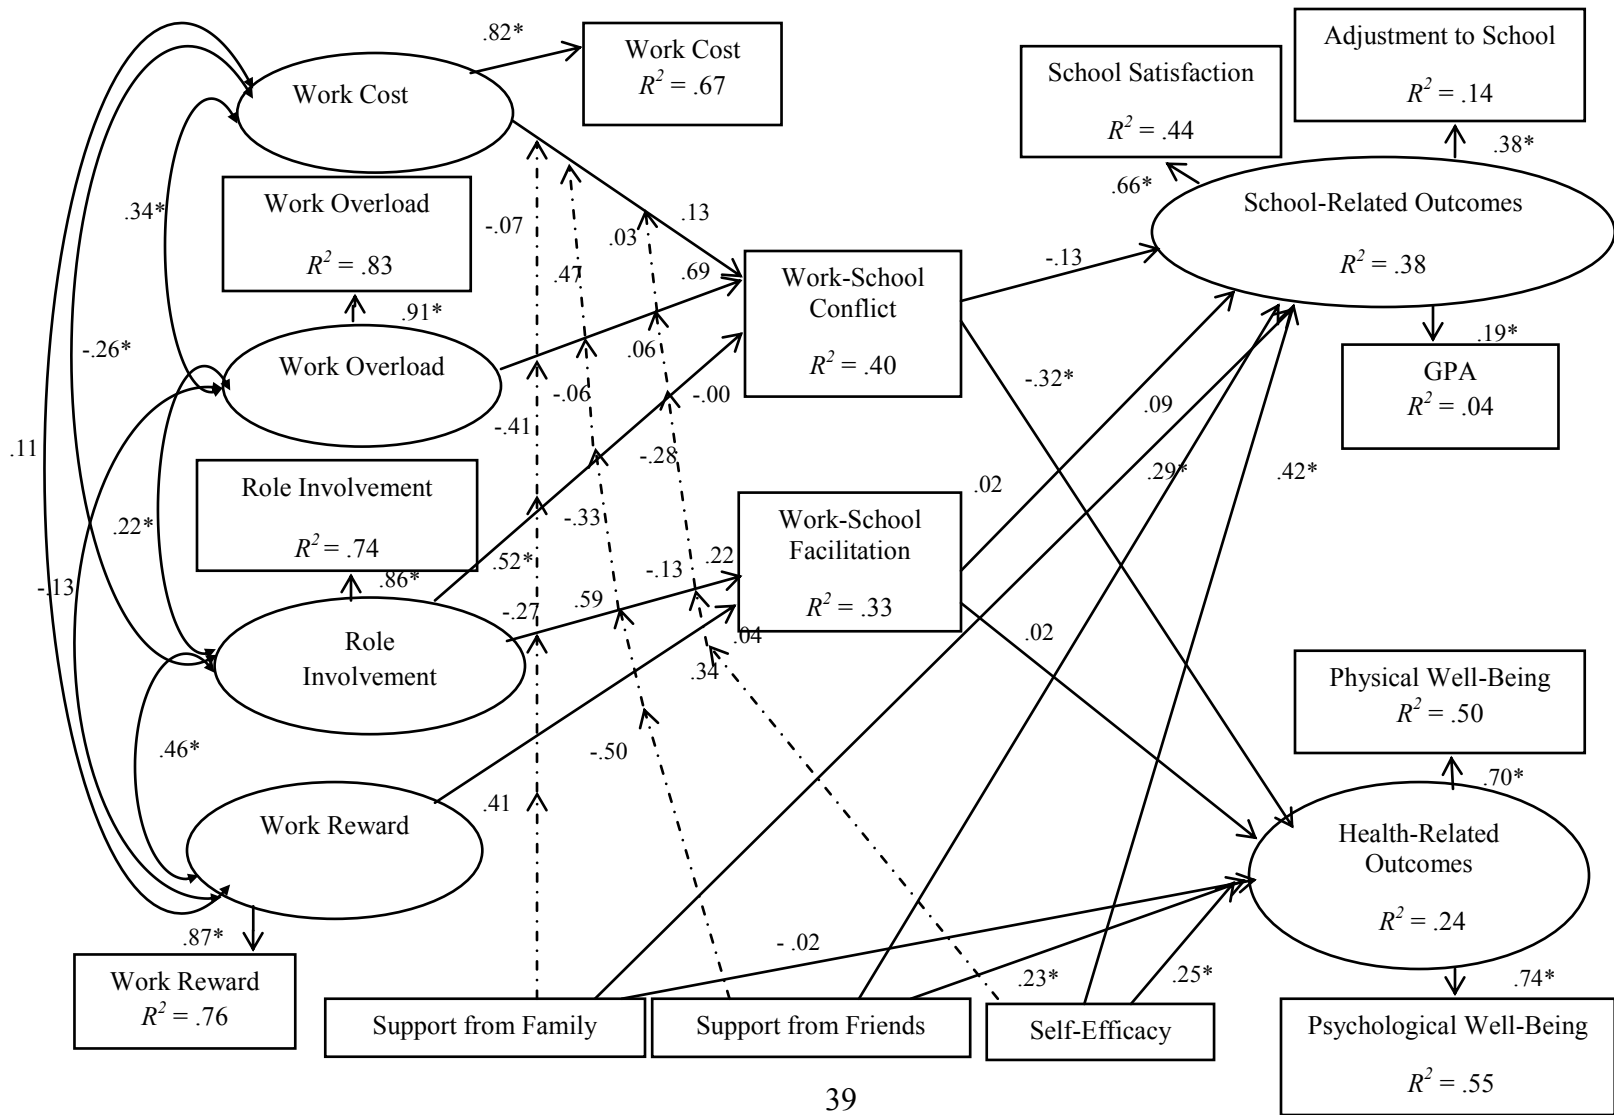 .82*
Work Cost
R² = .67
Work Cost
Adjustment to School
R² = .14
School Satisfaction
R² = .44
.38*
.66*
.34*
Work Overload
R² = .83
-.07
.03
.13
School-Related Outcomes
R² = .38
.47
.69
Work-School
Conflict
R² = .40
-.13
.91*
-.26*
Work Overload
.06
-.06
-.00
-.32*
.19*
GPA
R² = .04
.09
.11
-.41
-.28
.29*
.42*
Role Involvement
R² = .74
.22*
-.33
.02
Work-School
Facilitation
R² = .33
.52*
.86*
-.13
.22
-.13
-.27
.59
Role
Involvement
.04
.34
.02
Physical Well-Being
R² = .50
.46*
-.50
.70*
.41
Work Reward
Health-Related
Outcomes
R² = .24
.87*
- .02
.23*
.25*
.74*
Work Reward
R² = .76
Support from Family
Support from Friends
Self-Efficacy
Psychological Well-Being
R² = .55
39